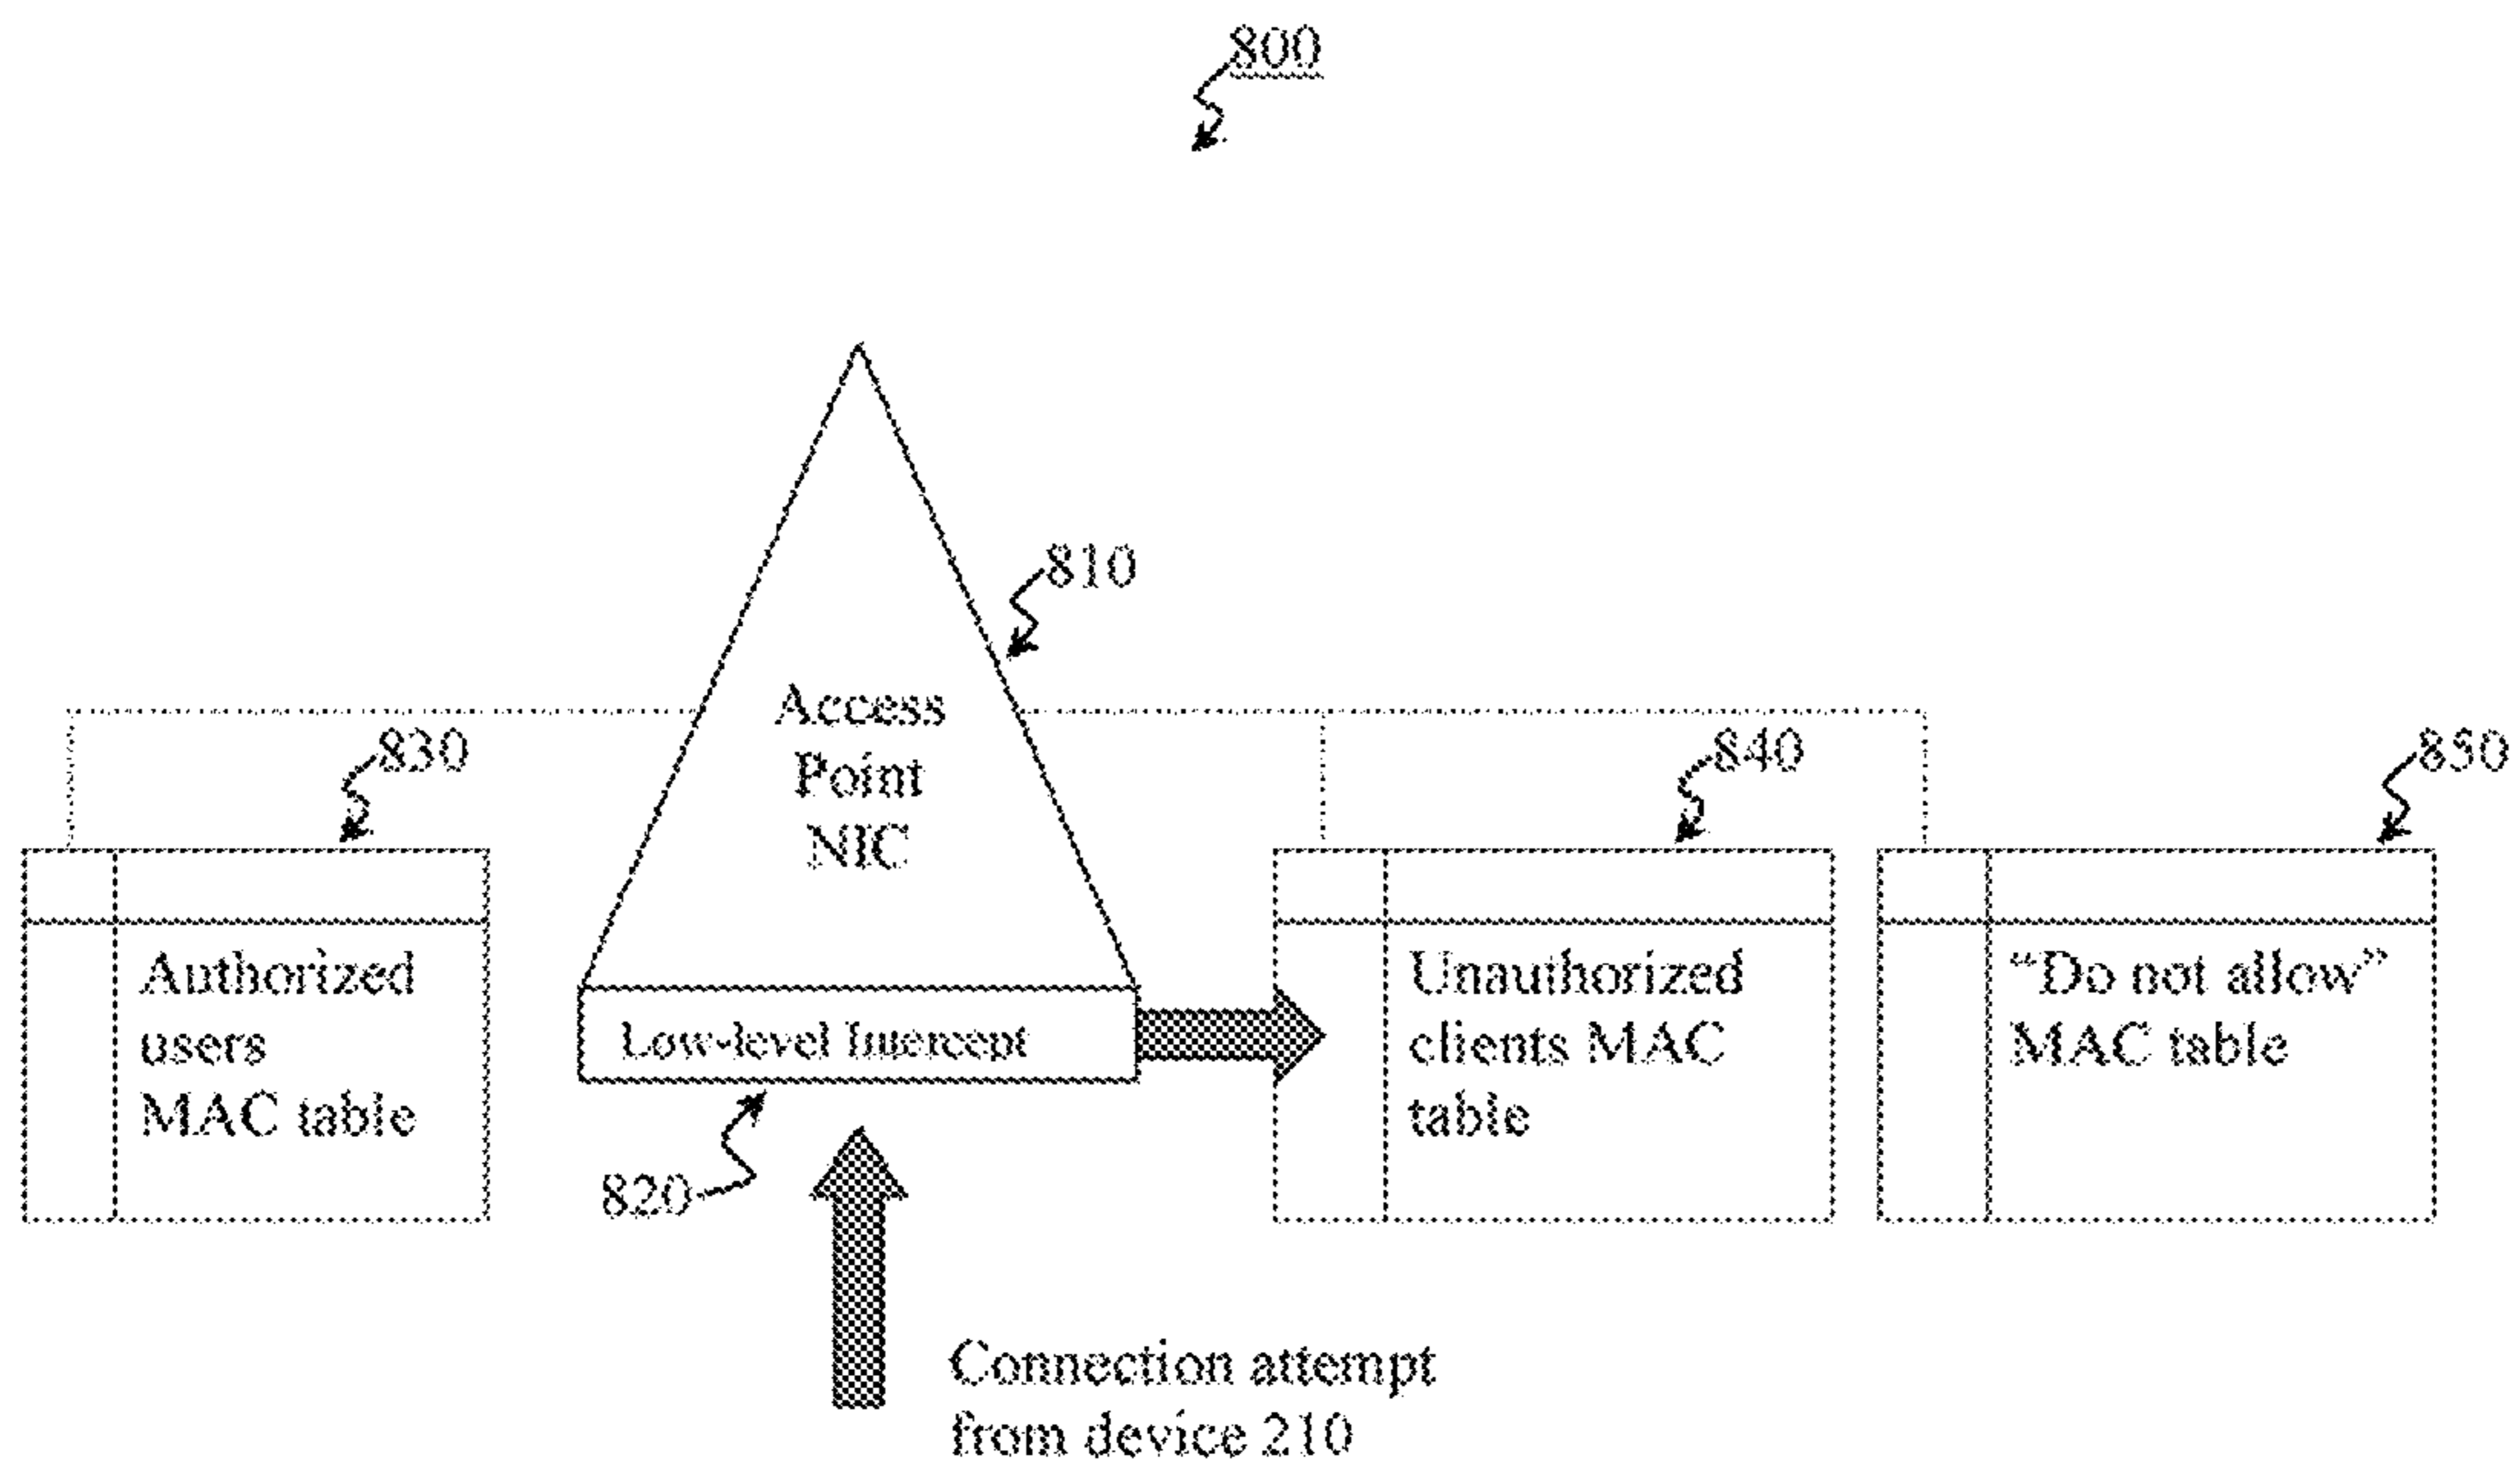 800
810
Access
Point
NIC
830
840
850
Authorized
users
MAC table
Low-level Intercept
Unauthorized
clients MAC
table
“Do not allow”
MAC table
820
Connection attempt
from device 210